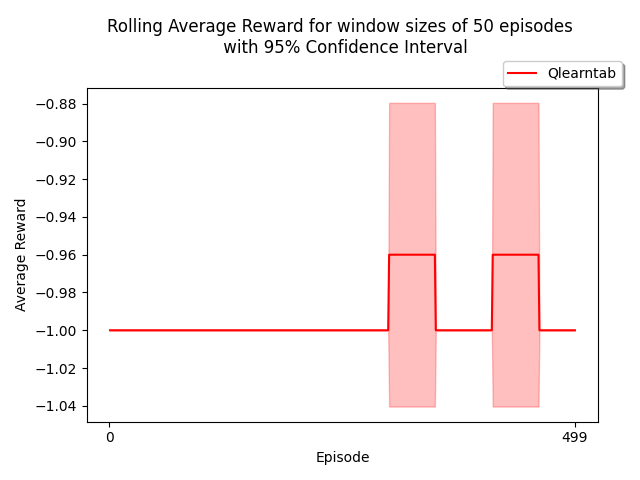 Rolling Average Reward for window sizes of 50 episodes
with 95% Confidence Interval
Qlearntab
−0.88
−0.90
−0.92
−0.94
−0.96
−0.98
−1.00
−1.02
−1.04
Average Reward
0
499
Episode